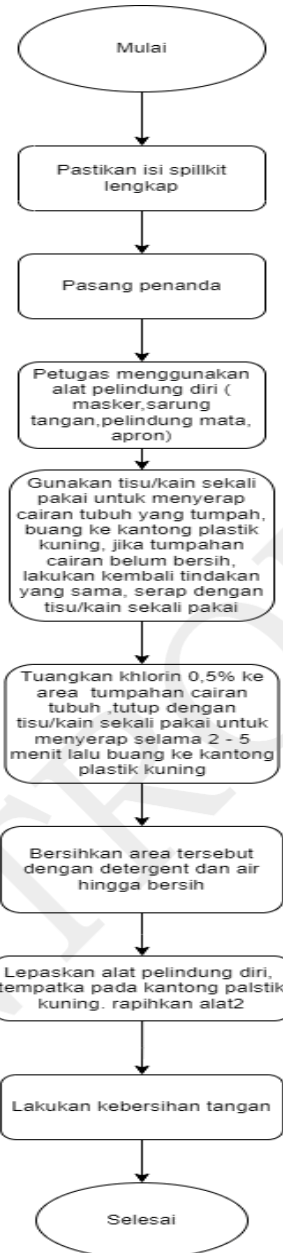 Mulai
Pastikan isi spillkit
lengkap
Pasang penanda
Petugas menggunakan
alat pelindung diri (
masker,sarung
tangan,pelindung mata,
apron)
Gunakan tisu/kain sekali
pakai untuk menyerap
cairan tubuh yang tumpah,
buang ke kantong plastik
kuning, jika tumpahan
cairan belum bersih,
lakukan kembali tindakan
yang sama, serap dengan
tisu/kain sekali pakai
Tuangkan khlorin 0,5% ke
area tumpahan cairan
tubuh ,tutup dengan
tisu/kain sekali pakai untuk
menyerap selama 2 - 5
menit lalu buang ke kantong
plastik kuning
Bersihkan area tersebut
dengan detergent dan air
hingga bersih
Lepaskan alat pelindung diri,
tempatka pada kantong palstik
kuning. rapihkan alat2
Lakukan kebersihan tangan
Selesai